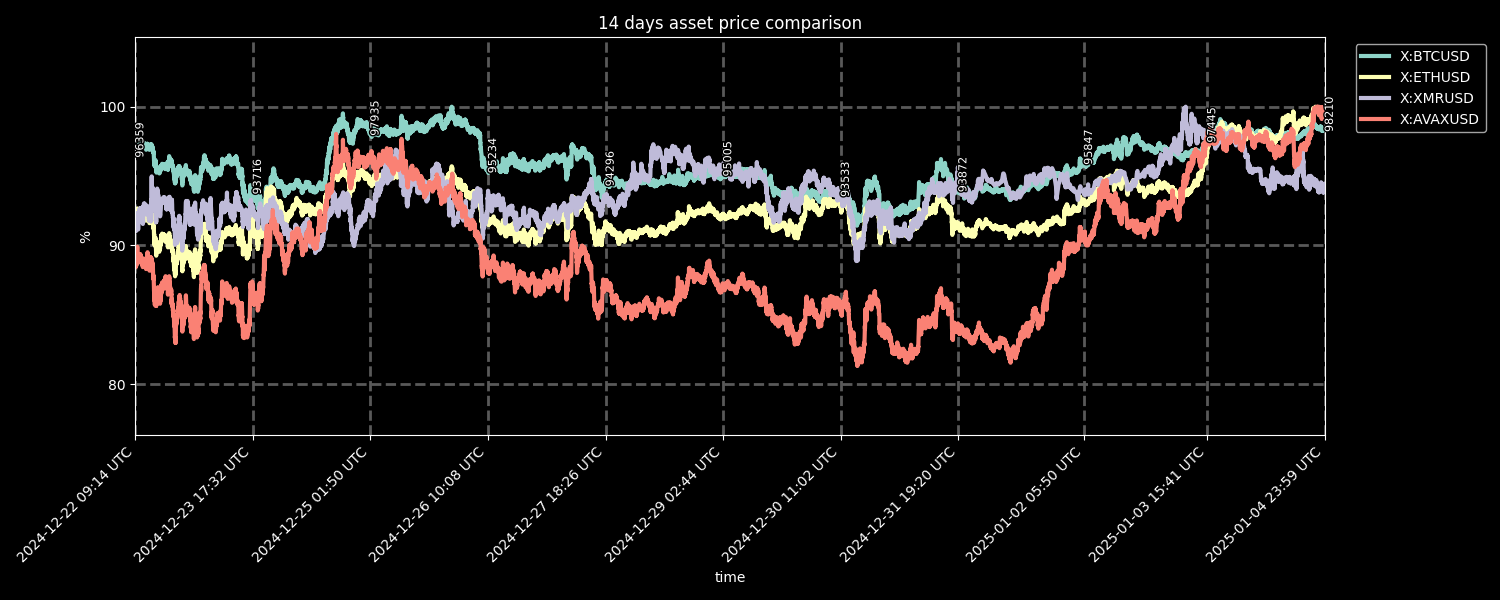 14 days asset price comparison
X:BTCUSD
X:ETHUSD
X:XMRUSD
X:AVAXUSD
100
90
80
%
96359
93716
97935
95234
94296
95005
93533
93872
95847
97445
98210
2024-12-22 09:14 UTC
2024-12-23 17:32 UTC
2024-12-25 01:50 UTC
2024-12-26 10:08 UTC
2024-12-27 18:26 UTC
2024-12-29 02:44 UTC
2024-12-30 11:02 UTC
2024-12-31 19:20 UTC
2025-01-02 05:50 UTC
2025-01-03 15:41 UTC
2025-01-04 23:59 UTC
time